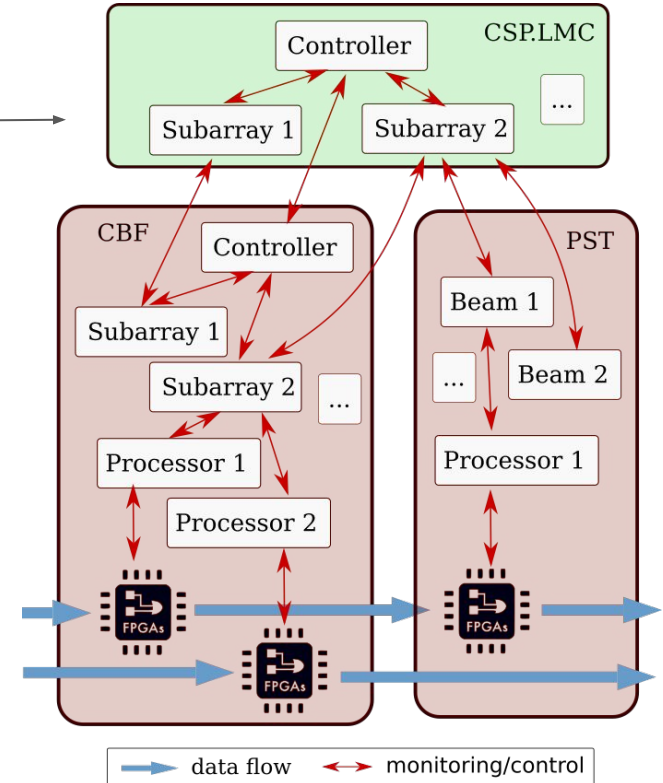 CSP.LMC
Controller
...
Subarray 1
Subarray 2
CBF
Controller
Subarray 1
Subarray 2
...
Processor 1
Processor 2
FPGAs
FPGAs
PST
Beam 1
...
Beam 2
Processor 1
FPGAs
data flow
monitoring/control